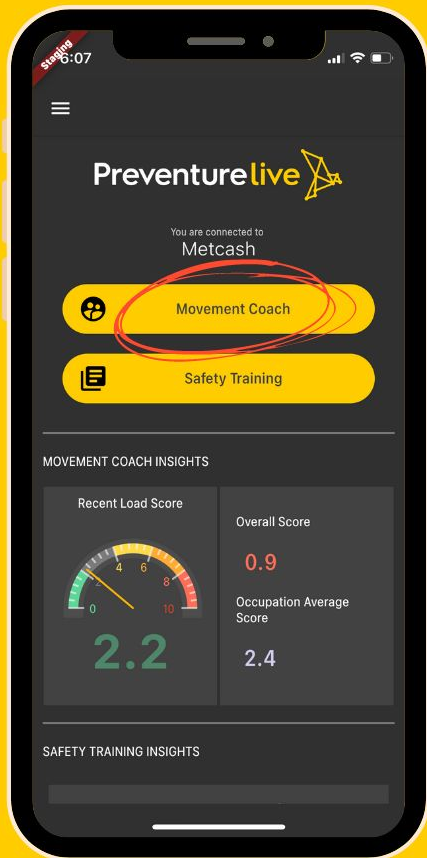 Staging
6:07
Preventure live
You are connected to
Metcash
Movement Coach
Safety Training
MOVEMENT COACH INSIGHTS
Recent Load Score
0 2 4 6 8 10
2.2
Overall Score
0.9
Occupation Average
Score
2.4
SAFETY TRAINING INSIGHTS